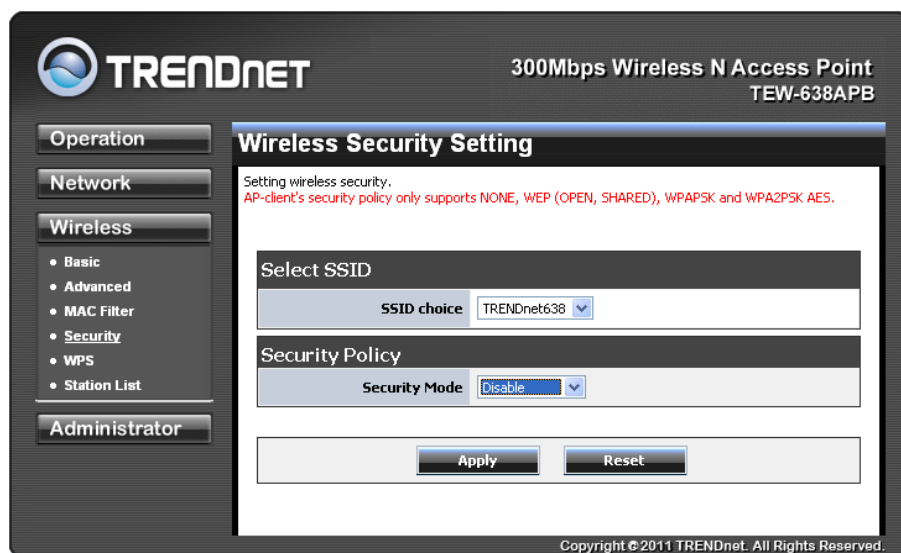 TRENDNET
300Mbps Wireless N Access Point
TEW-638APB
Operation
Network
Wireless
Basic
Advanced
MAC Filter
Security
WPS
Station List
Administrator
Wireless Security Setting
Setting wireless security.
AP-client's security policy only supports NONE, WEP (OPEN, SHARED), WPAPSK and WPA2PSK AES.
Select SSID
SSID choice TRENDnet638
Security Policy
Security Mode Disable
Apply Reset
Copyright © 2011 TRENDnet. All Rights Reserved.